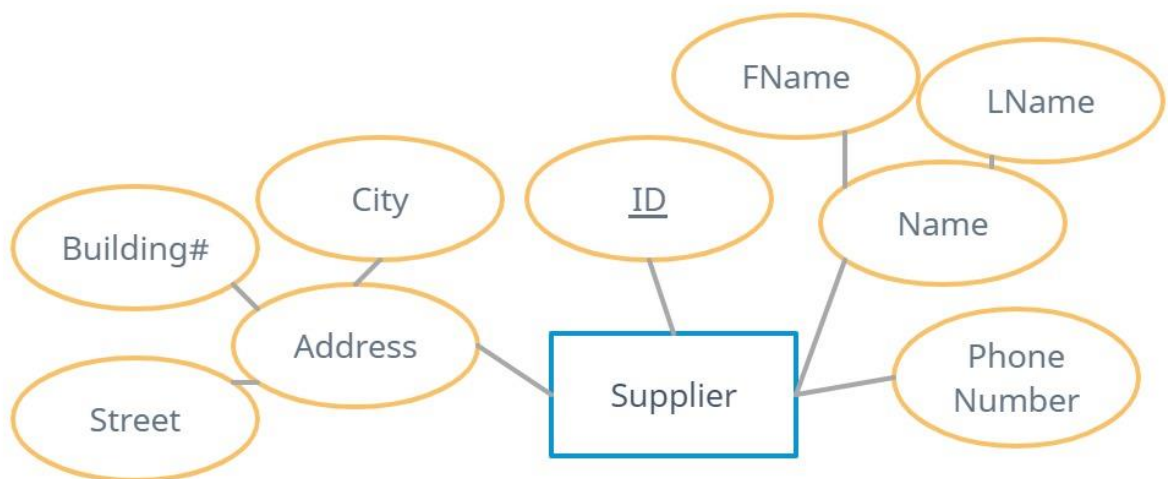 FName
LName
City
ID
Name
Building#
Address
Phone
Number
Supplier
Street